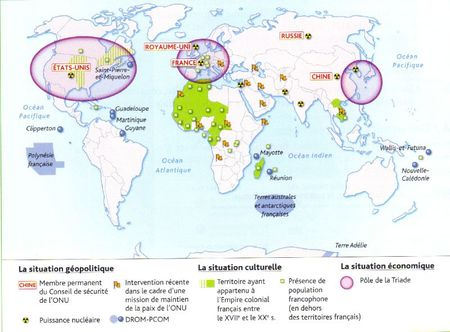 RUSSIE
ROYAUME-UNI
Océan
Pacifique
ÉTATS-UNIS
Saint-Pierre-
et-Miquelon
FRANCE
CHINE
Océan
Pacifique
Guadeloupe
Martinique
Guyane
Clipperton
Océan
Atlantique
Océan Indien
Mayotte
Wallis-et-Futuna
Polynésie
française
Réunion
Nouvelle-
Calédonie
Terres australes
et antarctiques
françaises
Terre Adélie
La situation géopolitique
CHINE Membre permanent
du Conseil de sécurité
de l'ONU
Puissance nucléaire
Intervention récente
dans le cadre d'une
mission de maintien
de la paix de l'ONU
DROM-PCOM
La situation culturelle
Territoire ayant
appartenu à
l'Empire colonial
français entre
le XVIIe et le XXe s.
Présence de
population
francophone
(en dehors
des territoires français)
La situation économique
Pôle de la Triade